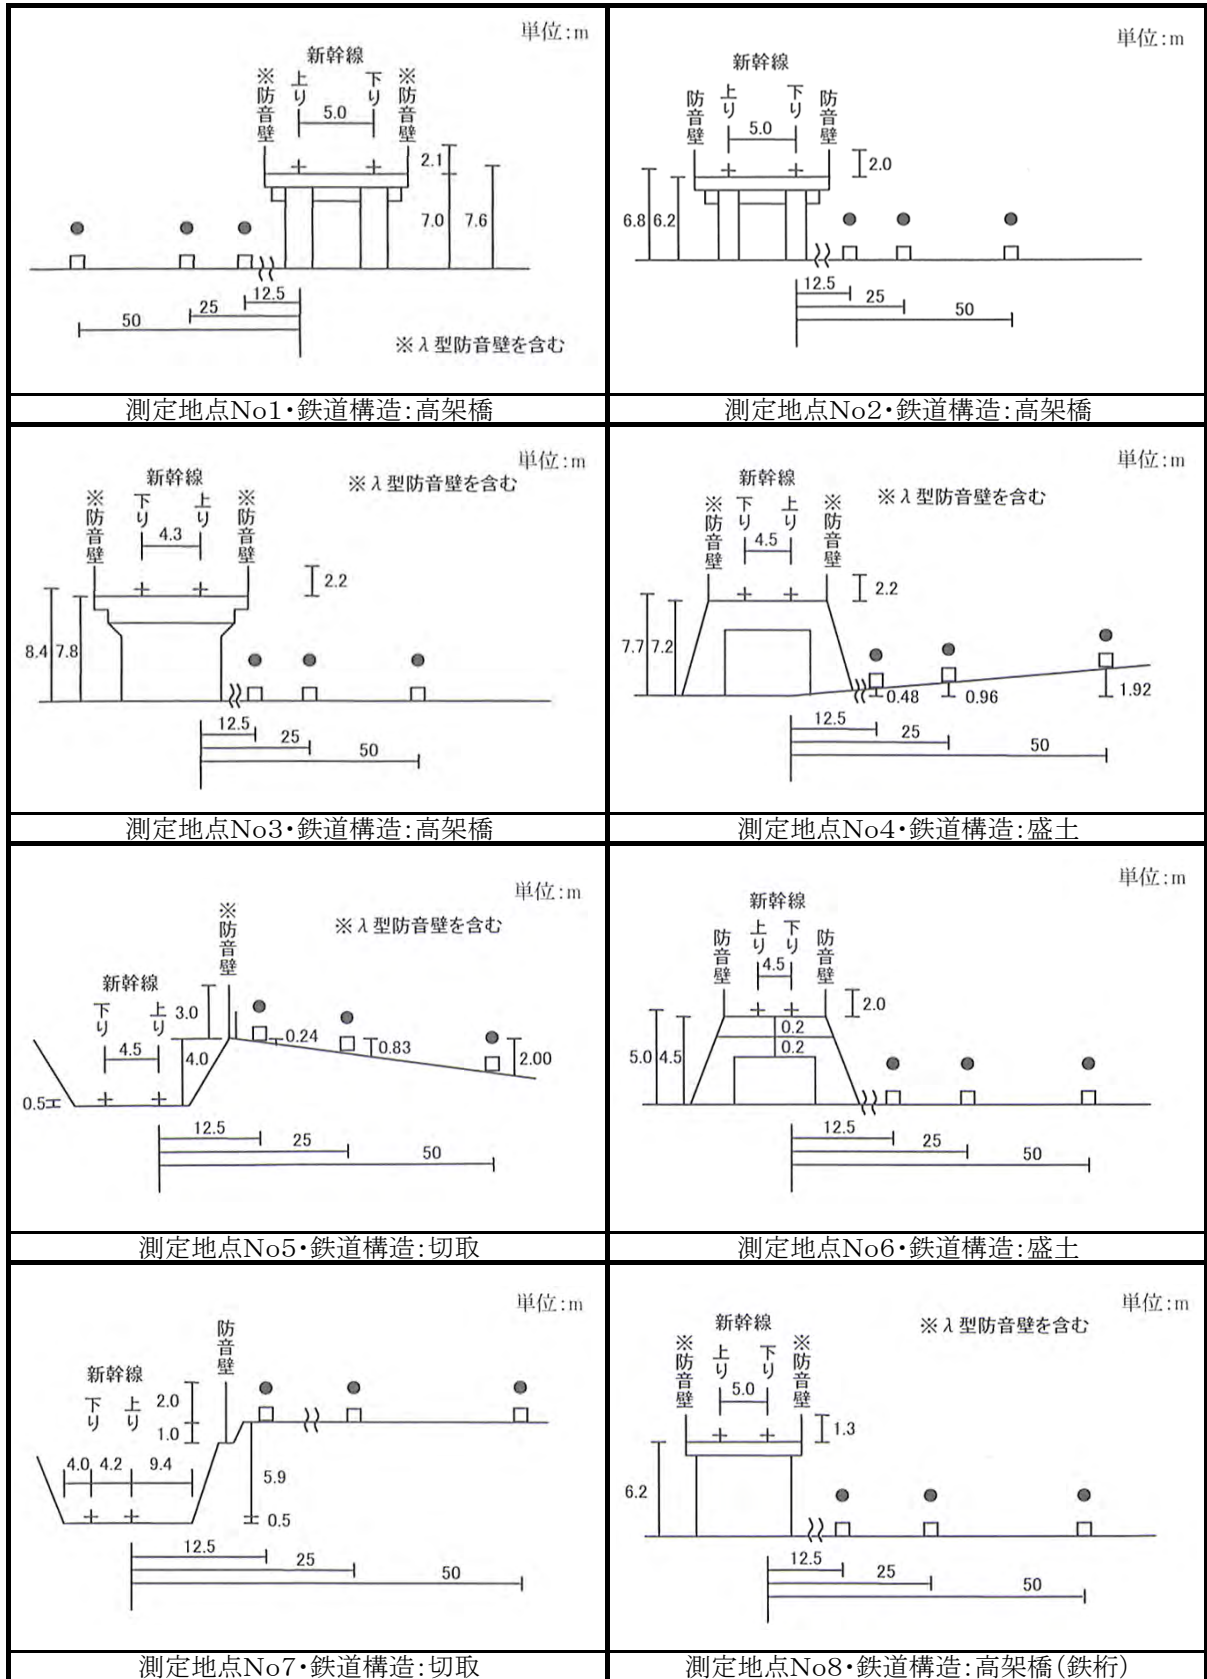 単位:m
新幹線
※防音壁
上り
下り
※防音壁
5.0
2.1
7.0
7.6
12.5
25
50
※λ型防音壁を含む
測定地点No1・鉄道構造:高架橋
単位:m
新幹線
防音壁
上り
下り
防音壁
5.0
2.0
6.8
6.2
12.5
25
50
測定地点No2・鉄道構造:高架橋
単位:m
新幹線
※λ型防音壁を含む
※防音壁
下り
上り
※防音壁
4.3
2.2
8.4
7.8
12.5
25
50
測定地点No3・鉄道構造:高架橋
単位:m
新幹線
※λ型防音壁を含む
※防音壁
下り
上り
※防音壁
4.5
2.2
7.7
7.2
0.48
0.96
1.92
12.5
25
50
測定地点No4・鉄道構造:盛土
単位:m
※防音壁
※λ型防音壁を含む
新幹線
下り
上り
3.0
4.5
4.0
0.24
0.83
2.00
0.5
12.5
25
50
測定地点No5・鉄道構造:切取
単位:m
新幹線
防音壁
上り
下り
防音壁
4.5
2.0
0.2
0.2
5.0
4.5
12.5
25
50
測定地点No6・鉄道構造:盛土
単位:m
防音壁
新幹線
下り
上り
2.0
1.0
4.0
4.2
9.4
5.9
0.5
12.5
25
50
測定地点No7・鉄道構造:切取
単位:m
新幹線
※λ型防音壁を含む
※防音壁
上り
下り
※防音壁
5.0
1.3
6.2
12.5
25
50
測定地点No8・鉄道構造:高架橋(鉄桁)